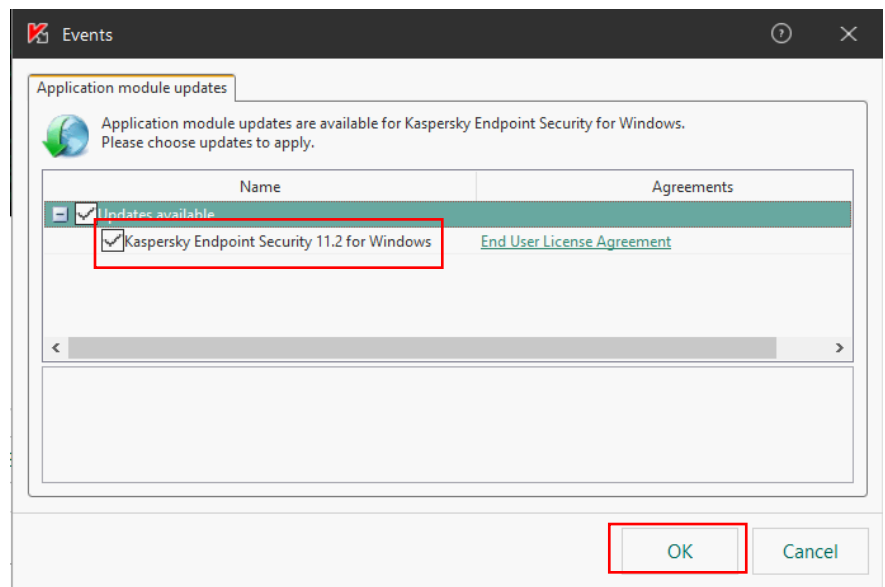 Events
Application module updates
Application module updates are available for Kaspersky Endpoint Security for Windows.
Please choose updates to apply.
Name Agreements
Updates available
Kaspersky Endpoint Security 11.2 for Windows End User License Agreement
OK Cancel